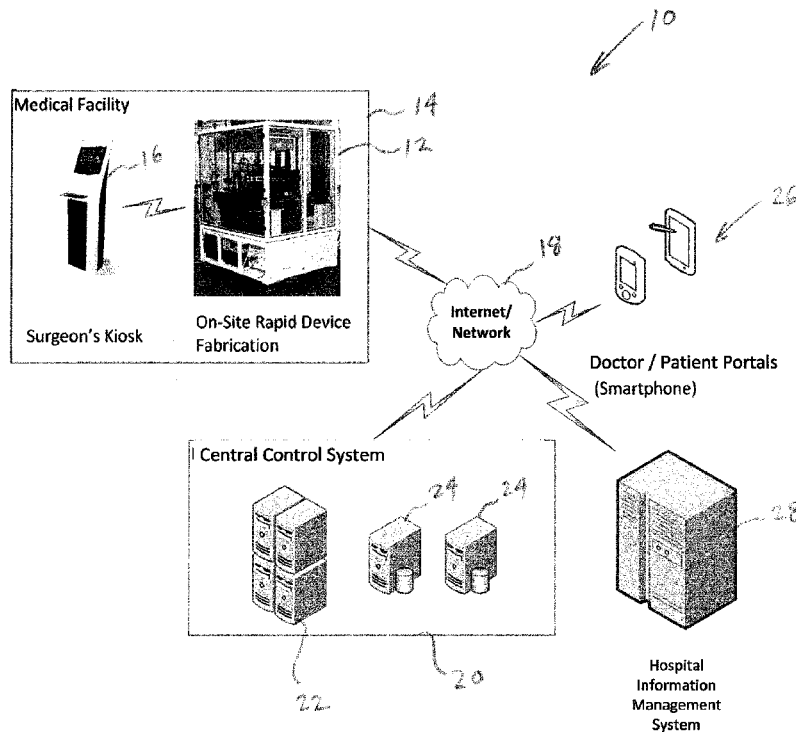 10
Medical Facility
14
12
16
26
18
Internet/
Network
Surgeon's Kiosk
On-Site Rapid Device
Fabrication
Doctor / Patient Portals
(Smartphone)
Central Control System
24
24
28
22
20
Hospital
Information
Management
System